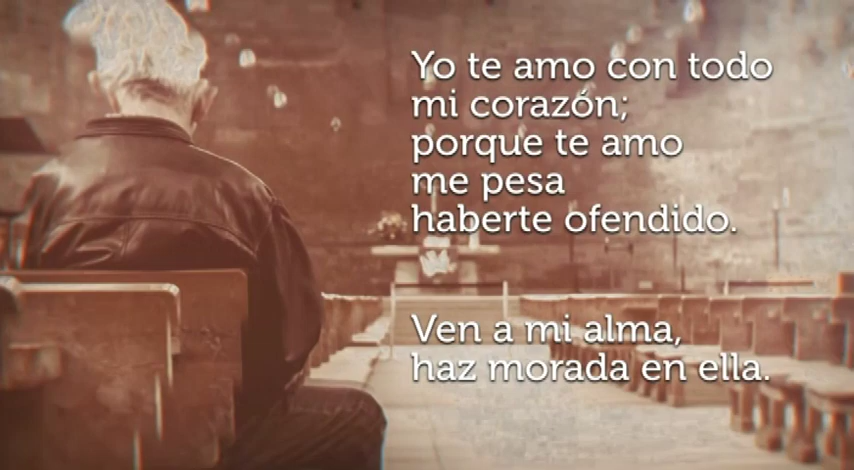 Yo te amo con todo
mi corazón;
porque te amo
me pesa
haberte ofendido.
Ven a mi alma,
haz morada en ella.